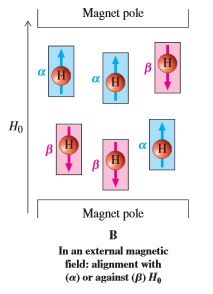 Magnet pole
α H
α H
β H
H₀
β H
β H
α H
Magnet pole
B
In an external magnetic
field: alignment with
(α) or against (β) H₀